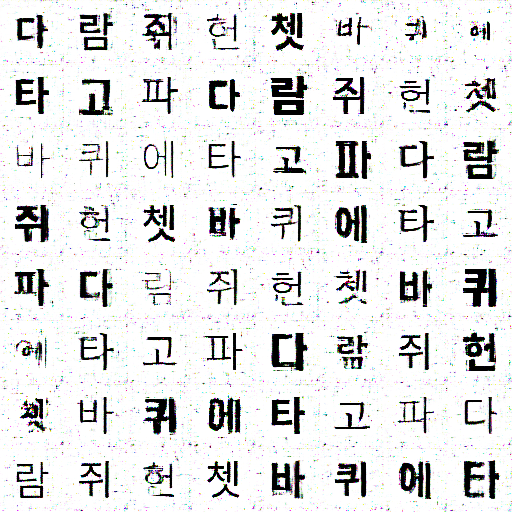 다 람 쥐 헌 쳇 바 퀴 에
타 고 파 다 람 쥐 헌 쳇
바 퀴 에 타 고 파 다 람
쥐 헌 쳇 바 퀴 에 타 고
파 다 람 쥐 헌 쳇 바 퀴
에 타 고 파 다 람 쥐 헌
쳇 바 퀴 에 타 고 파 다
람 쥐 헌 쳇 바 퀴 에 타